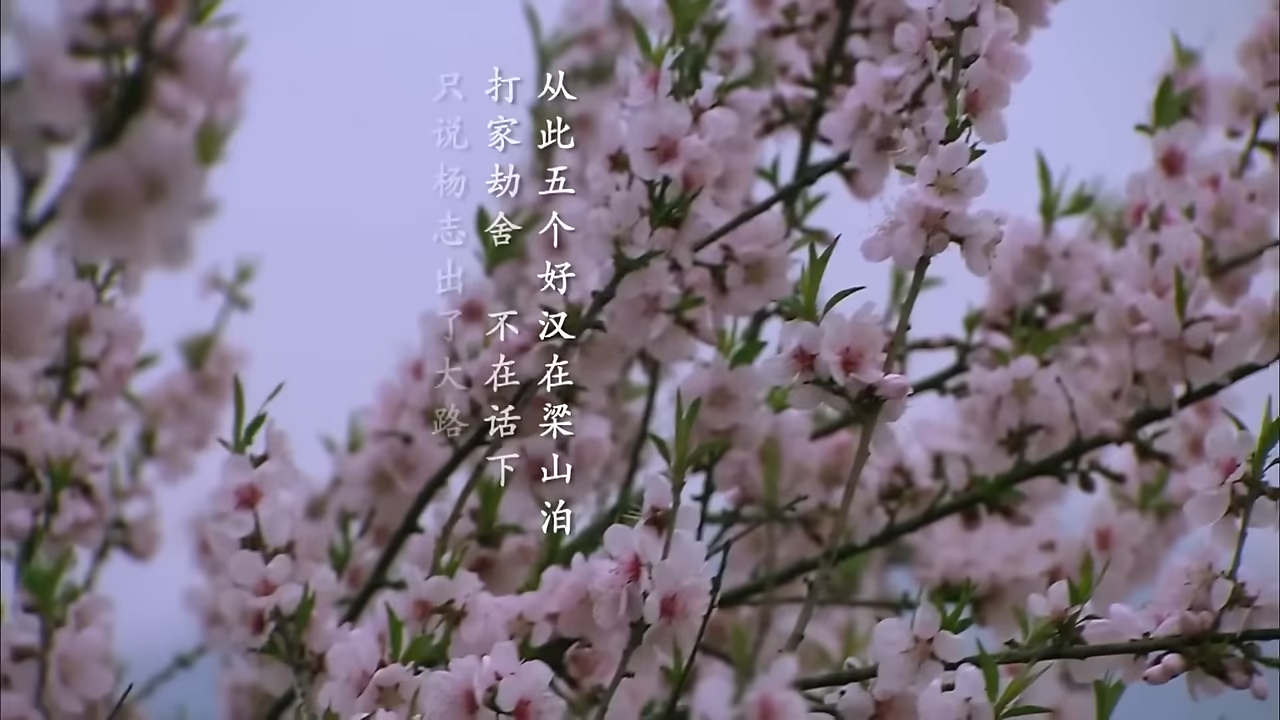 从此五个好汉在梁山泊
打家劫舍 不在话下
只说杨志出了大路